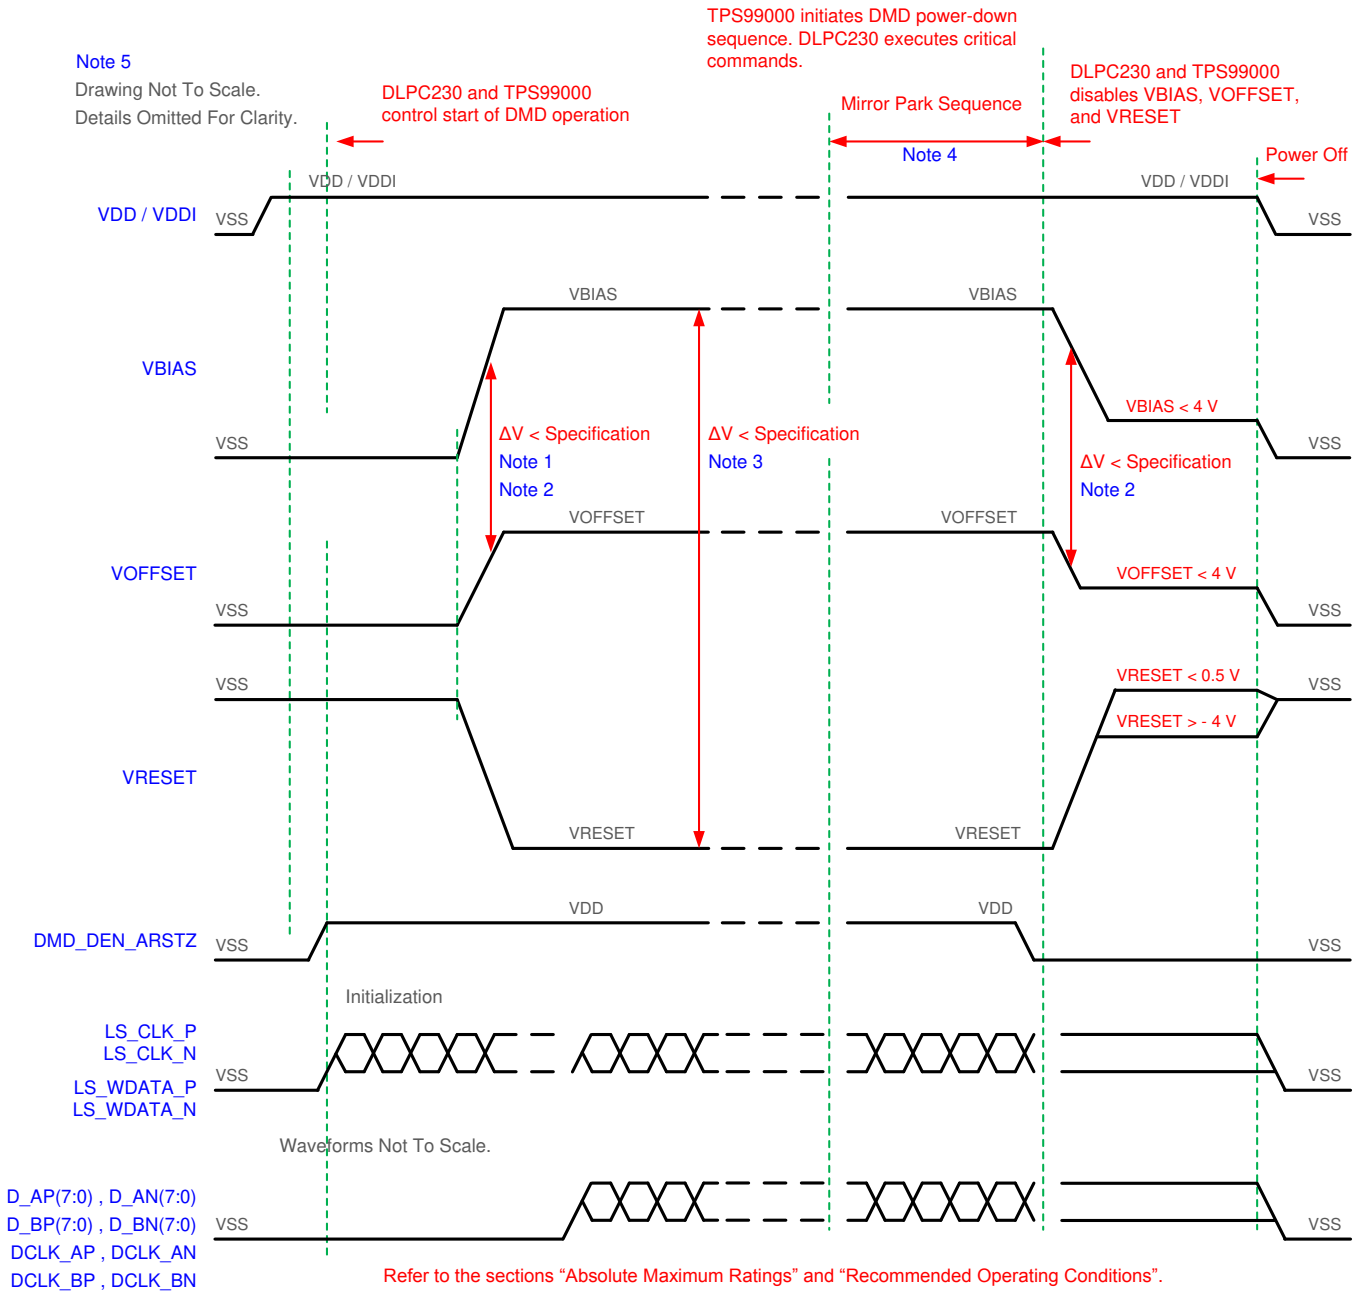 TPS99000 initiates DMD power-down
sequence. DLPC230 executes critical
commands.
Note 5
Drawing Not To Scale.
Details Omitted For Clarity.
DLPC230 and TPS99000
control start of DMD operation
Mirror Park Sequence
Note 4
DLPC230 and TPS99000
disables VBIAS, VOFFSET,
and VRESET
Power Off
VDD / VDDI
VSS
VDD / VDDI
VDD / VDDI
VSS
VBIAS
VSS
VBIAS
VBIAS
VBIAS < 4 V
VSS
ΔV < Specification
Note 1
Note 2
ΔV < Specification
Note 3
ΔV < Specification
Note 2
VOFFSET
VSS
VOFFSET
VOFFSET
VOFFSET < 4 V
VSS
VRESET
VSS
VRESET
VRESET
VRESET < 0.5 V
VRESET > - 4 V
VSS
DMD_DEN_ARSTZ
VSS
VDD
VDD
VSS
Initialization
LS_CLK_P
LS_CLK_N
VSS
LS_WDATA_P
LS_WDATA_N
VSS
Waveforms Not To Scale.
D_AP(7:0) , D_AN(7:0)
D_BP(7:0) , D_BN(7:0)
DCLK_AP , DCLK_AN
DCLK_BP , DCLK_BN
VSS
VSS
Refer to the sections “Absolute Maximum Ratings” and “Recommended Operating Conditions”.